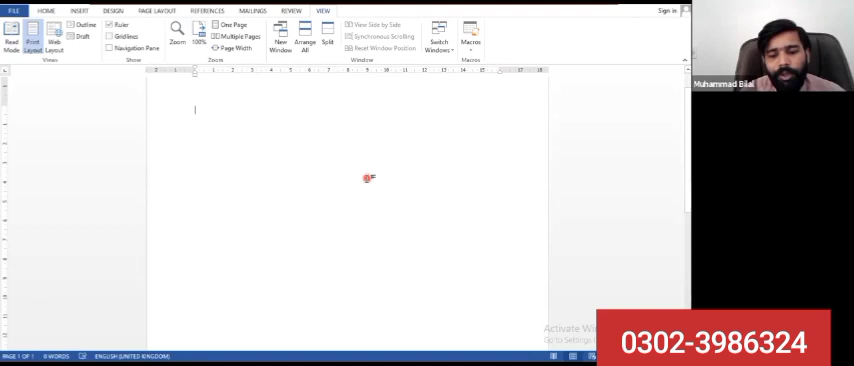 FILE HOME INSERT DESIGN PAGE LAYOUT REFERENCES MAILINGS REVIEW VIEW Sign in
Read Mode
Print Layout
Web Layout
Outline
Draft
Views
Ruler
Gridlines
Navigation Pane
Show
Zoom
100%
One Page
Multiple Pages
Page Width
Zoom
New Window
Arrange All
Split
View Side by Side
Synchronous Scrolling
Reset Window Position
Window
Switch Windows
Macros
Macros
Muhammad Bilal
Activate
Go to Settings
0302-3986324
PAGE 1 OF 1 0 WORDS ENGLISH (UNITED KINGDOM)